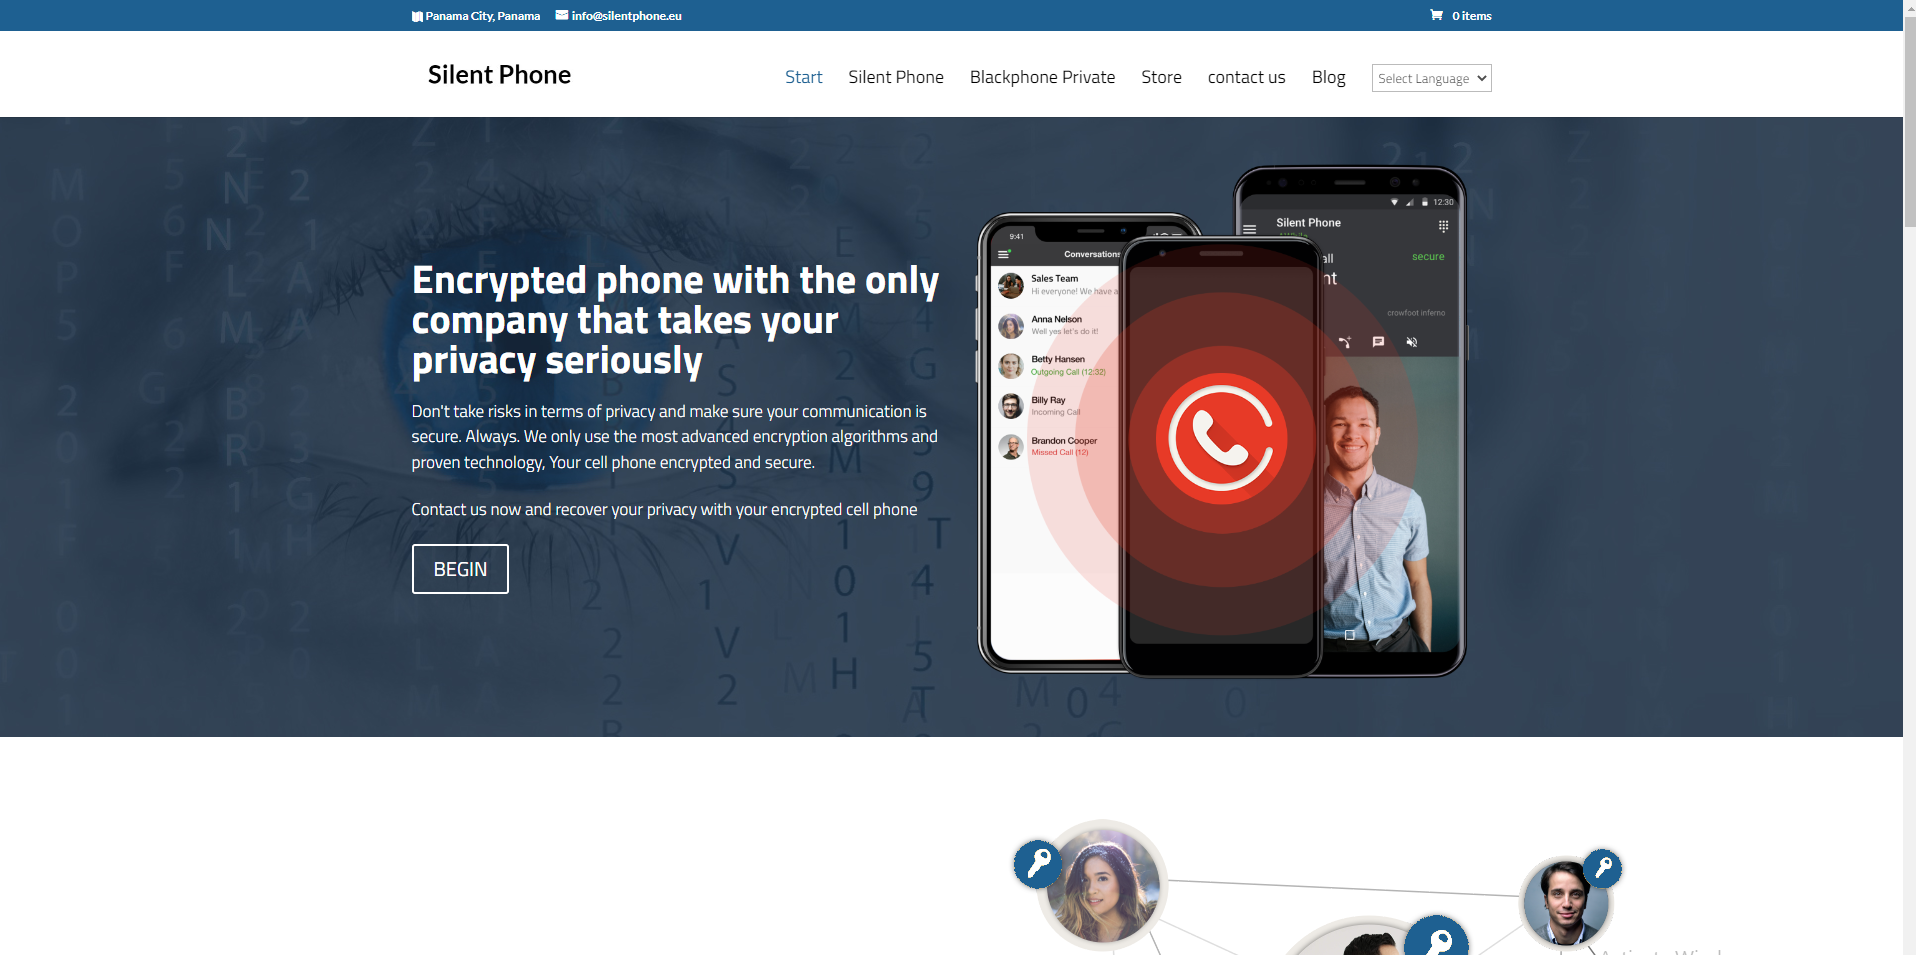 Panama City, Panama info@silentphone.eu 0 items
Silent Phone
Start Silent Phone Blackphone Private Store contact us Blog Select Language
Encrypted phone with the only
company that takes your
privacy seriously
Don't take risks in terms of privacy and make sure your communication is
secure. Always. We only use the most advanced encryption algorithms and
proven technology, Your cell phone encrypted and secure.
Contact us now and recover your privacy with your encrypted cell phone
BEGIN
9:41
Conversations
Sales Team
Hi everyone! We have a
Anna Nelson
Well yes let's do it!
Betty Hansen
Outgoing Call (12:32)
Billy Ray
Incoming Call
Brandon Cooper
Missed Call (12)
12:30
Silent Phone
secure
crowfoot inferno